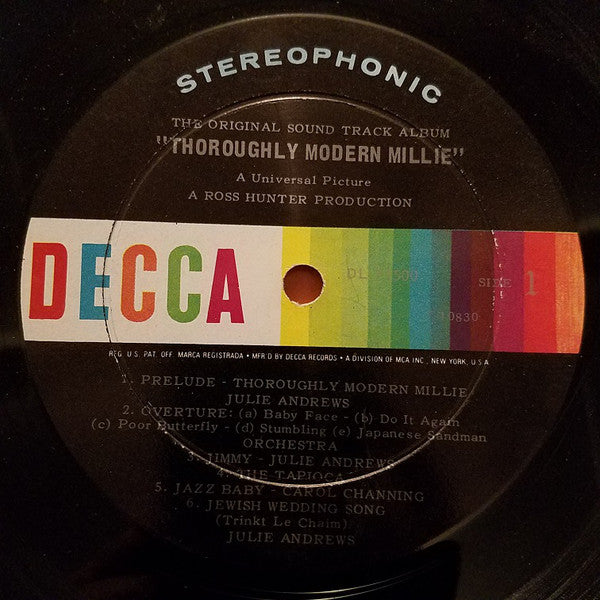 STEREOPHONIC
THE ORIGINAL SOUND TRACK ALBUM
"THOROUGHLY MODERN MILLIE"
A Universal Picture
A ROSS HUNTER PRODUCTION
DECCA
SIDE 1
REG. U.S. PAT. OFF. MARCA REGISTRADA • MFR'D BY DECCA RECORDS • A DIVISION OF MCA INC., NEW YORK, U.S.A
1. PRELUDE - THOROUGHLY MODERN MILLIE
JULIE ANDREWS
2. OVERTURE: (a) Baby Face - (b) Do It Again
(c) Poor Butterfly - (d) Stumbling (e) Japanese Sandman
ORCHESTRA
3. JIMMY - JULIE ANDREWS
4. THE TAPIOCA
5. JAZZ BABY - CAROL CHANNING
6. JEWISH WEDDING SONG
(Trinkt Le Chaim)
JULIE ANDREWS